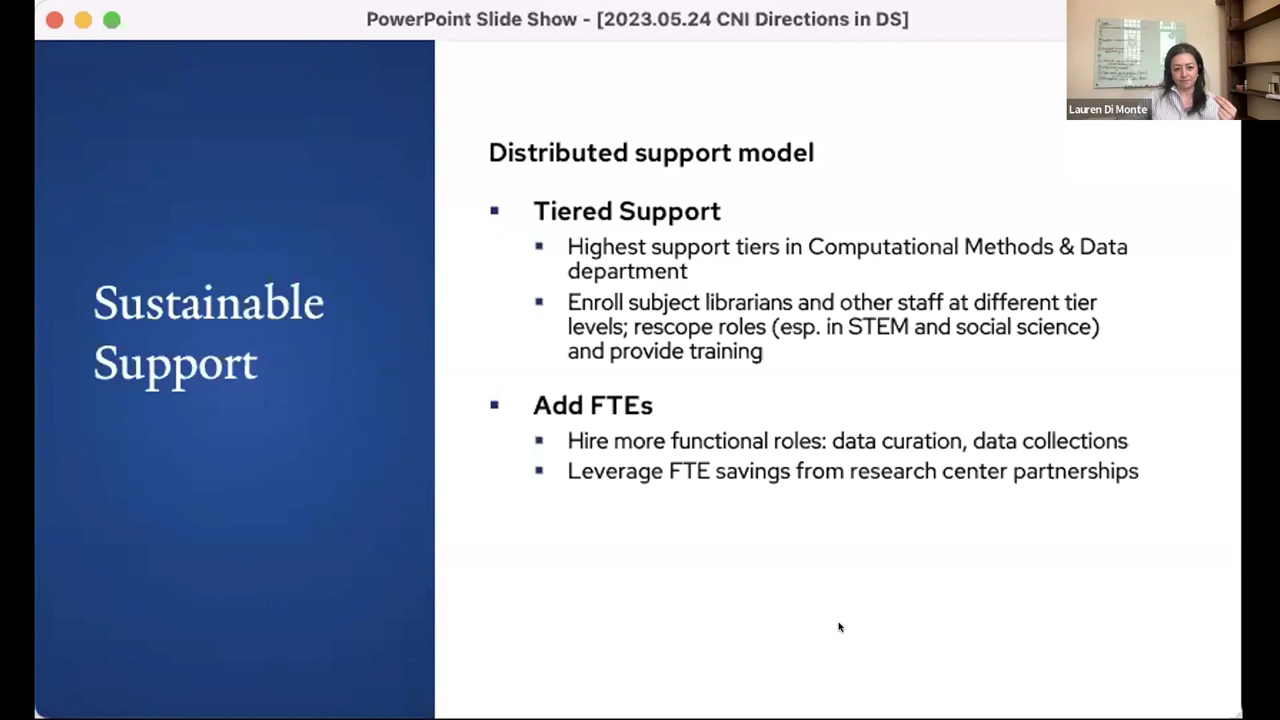 PowerPoint Slide Show - [2023.05.24 CNI Directions in DS]
Lauren Di Monte
Sustainable
Support
Distributed support model
Tiered Support
Highest support tiers in Computational Methods & Data
department
Enroll subject librarians and other staff at different tier
levels; rescope roles (esp. in STEM and social science)
and provide training
Add FTEs
Hire more functional roles: data curation, data collections
Leverage FTE savings from research center partnerships